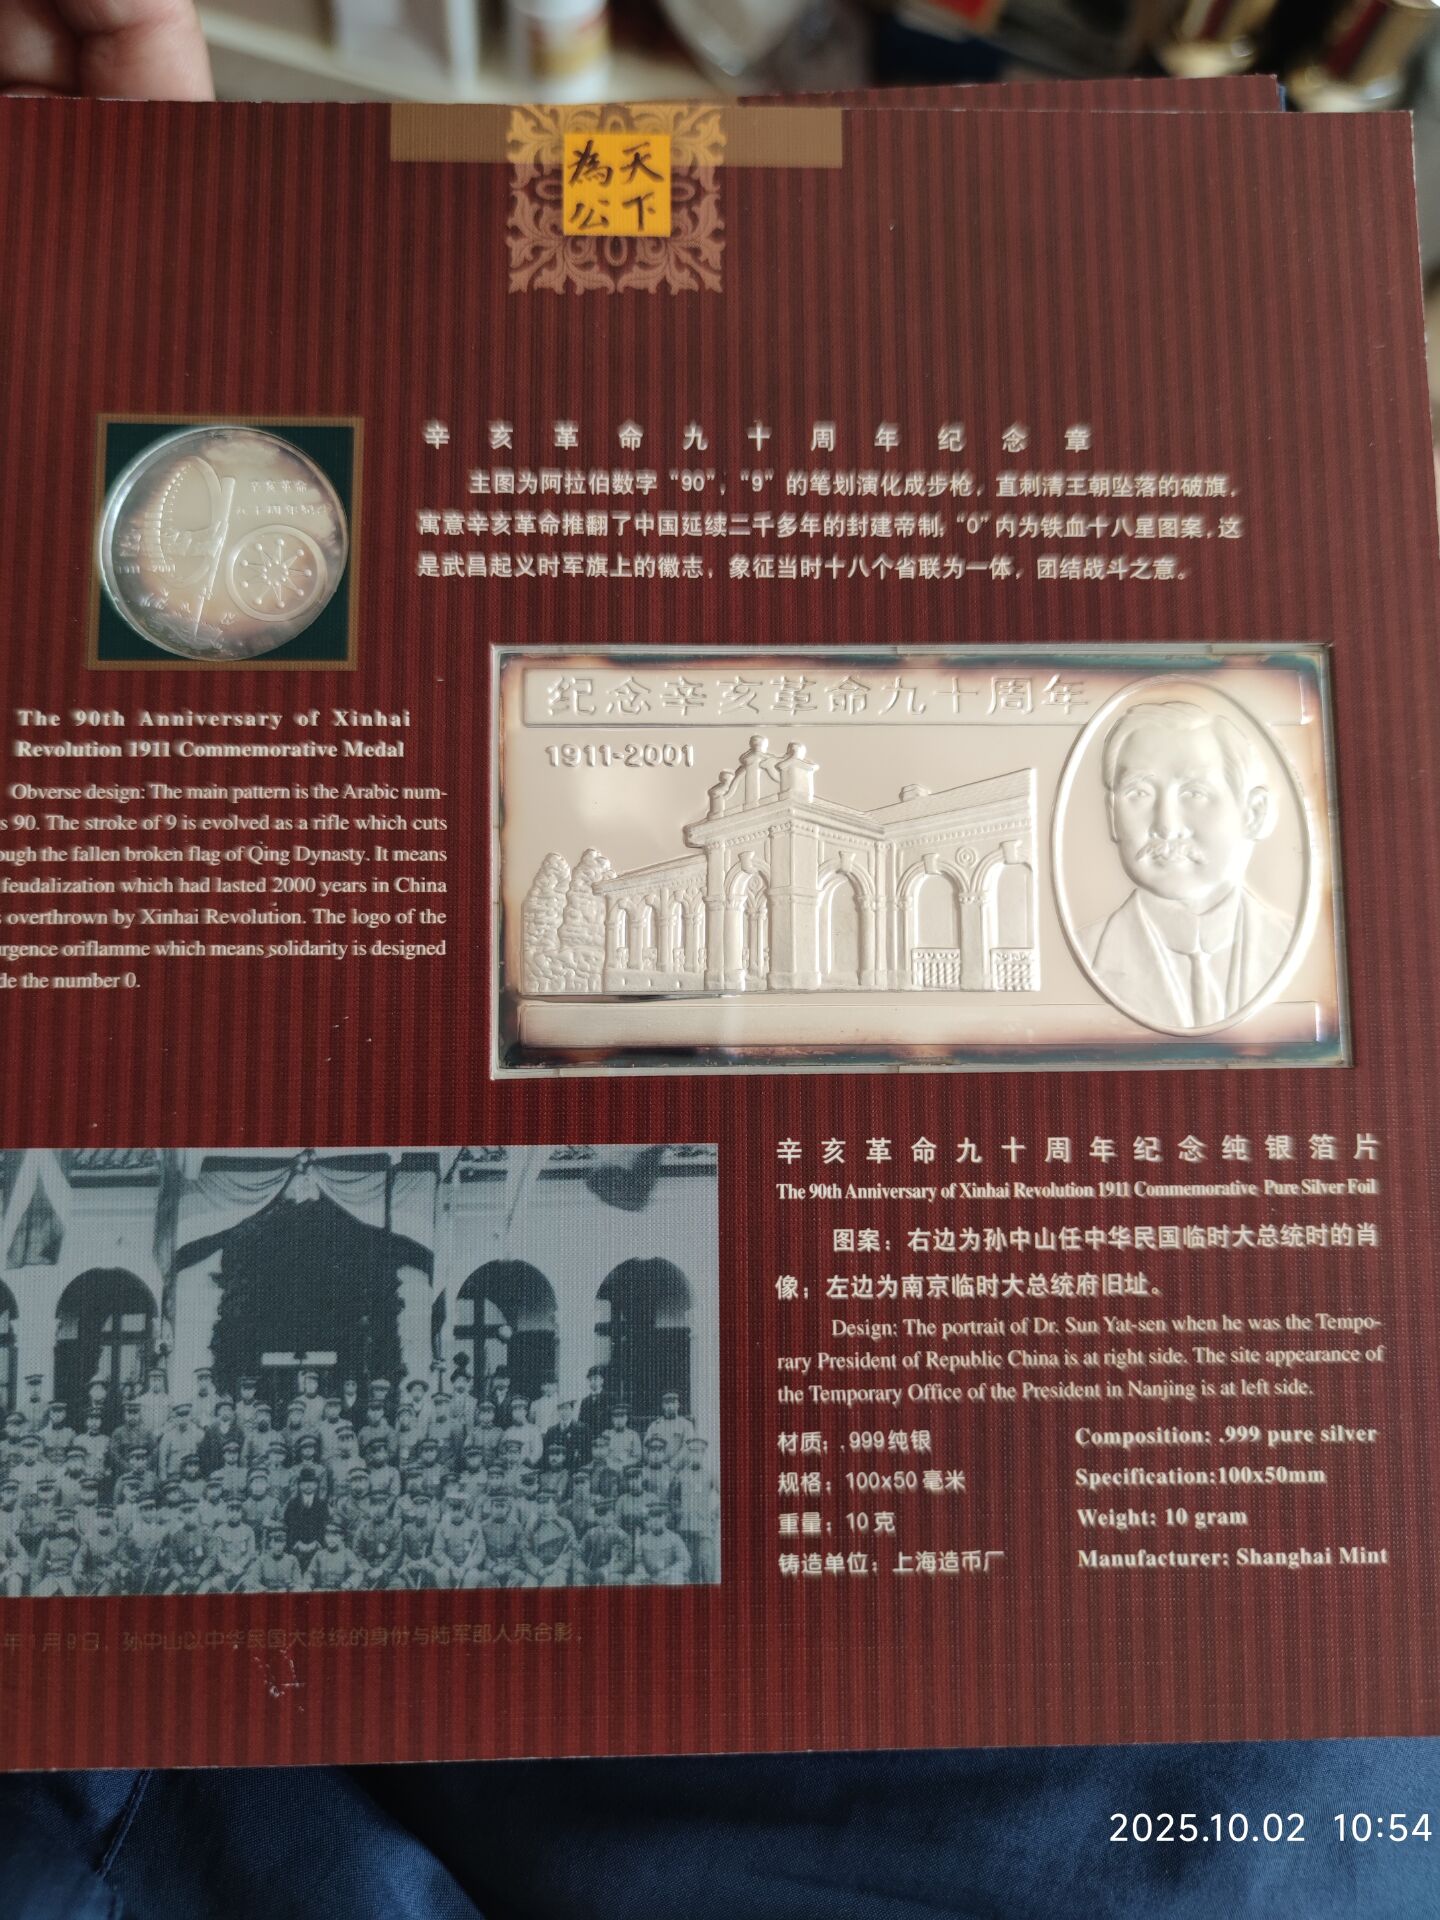 為天
公下
辛亥革命九十周年纪念章
主图为阿拉伯数字“90”，“9”的笔划演化成步枪，直刺清王朝坠落的破旗，
寓意辛亥革命推翻了中国延续二千多年的封建帝制；“0”内为铁血十八星图案，这
是武昌起义时军旗上的徽志，象征当时十八个省联为一体，团结战斗之意。
辛亥革命
九十周年纪念
1911-2001
The 90th Anniversary of Xinhai
Revolution 1911 Commemorative Medal
Obverse design: The main pattern is the Arabic num-
s 90. The stroke of 9 is evolved as a rifle which cuts
ough the fallen broken flag of Qing Dynasty. It means
feudalization which had lasted 2000 years in China
s overthrown by Xinhai Revolution. The logo of the
urgence oriflamme which means solidarity is designed
de the number 0.
纪念辛亥革命九十周年
1911-2001
辛亥革命九十周年纪念纯银箔片
The 90th Anniversary of Xinhai Revolution 1911 Commemorative Pure Silver Foil
图案：右边为孙中山任中华民国临时大总统时的肖
像；左边为南京临时大总统府旧址。
Design: The portrait of Dr. Sun Yat-sen when he was the Tempo-
rary President of Republic China is at right side. The site appearance of
the Temporary Office of the President in Nanjing is at left side.
材质：.999纯银
规格：100x50毫米
重量：10克
铸造单位：上海造币厂
Composition: .999 pure silver
Specification:100x50mm
Weight: 10 gram
Manufacturer: Shanghai Mint
年1月9日，孙中山以中华民国大总统的身份与陆军部人员合影。
2025.10.02 10:54